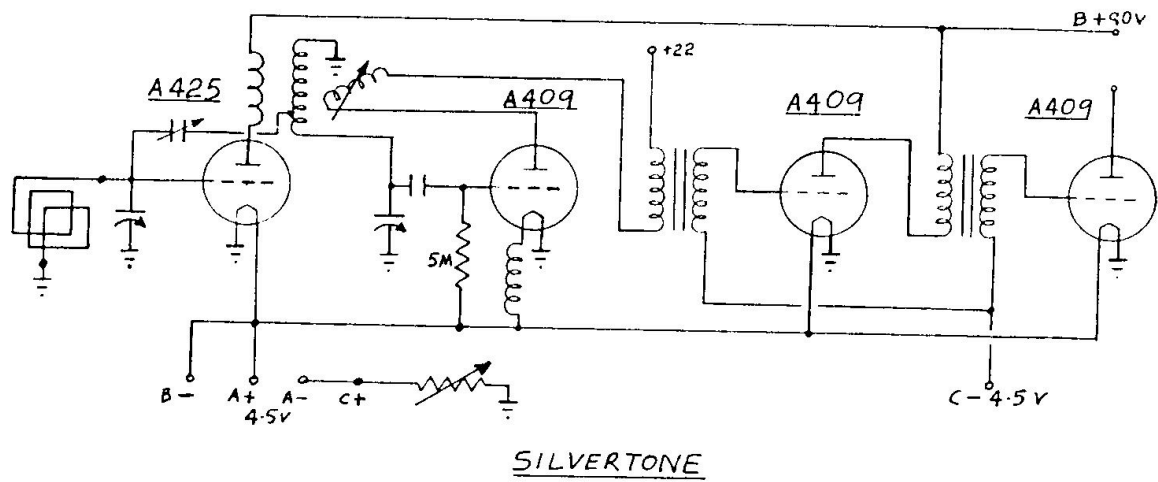 B+90V
+22
A425
A409
A409
A409
5M
B- A+ A- C+
4.5V
C-4.5V
SILVERTONE